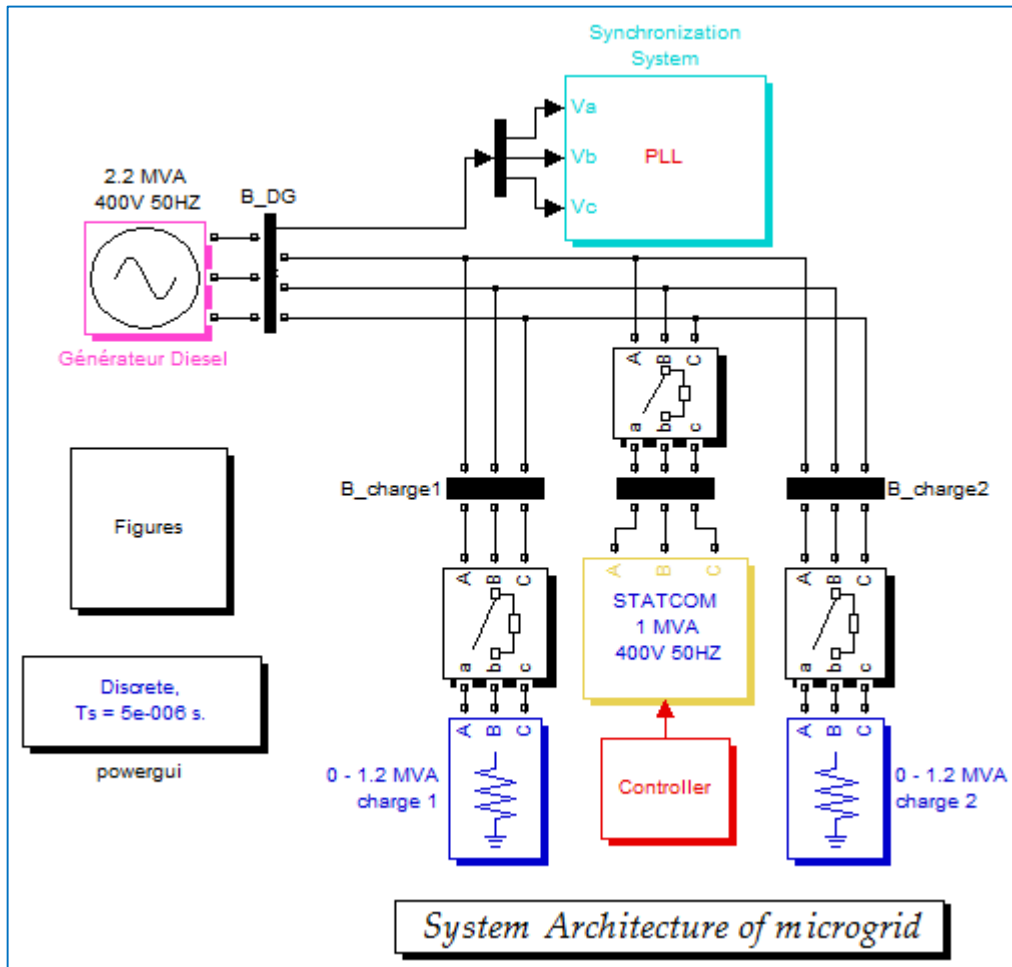 Synchronization
System
Va
Vb
Vc
PLL
2.2 MVA
400V 50HZ
B_DG
Générateur Diesel
A B C
a b c
B_charge1
B_charge2
Figures
A B C
a b c
A B C
STATCOM
1 MVA
400V 50HZ
A B C
a b c
Discrete,
Ts = 5e-006 s.
powergui
A B C
0 - 1.2 MVA
charge 1
Controller
A B C
0 - 1.2 MVA
charge 2
System Architecture of microgrid